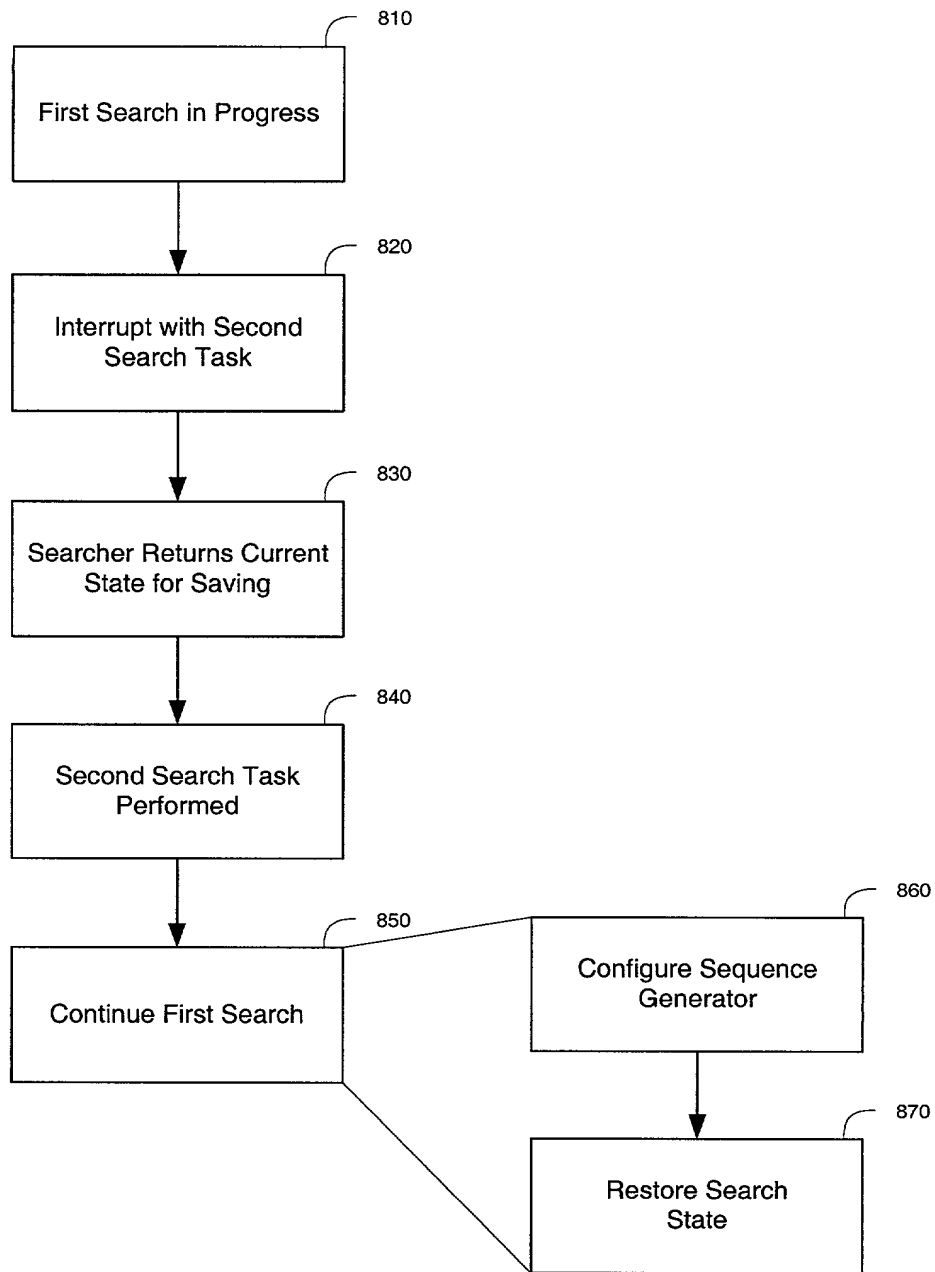 810
First Search in Progress
820
Interrupt with Second
Search Task
830
Searcher Returns Current
State for Saving
840
Second Search Task
Performed
850
Continue First Search
860
Configure Sequence
Generator
870
Restore Search
State